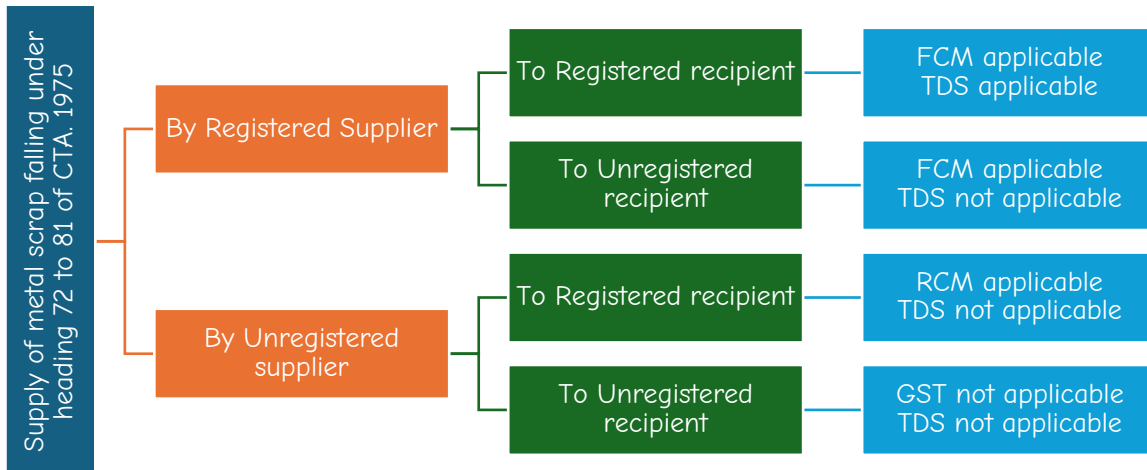 Supply of metal scrap falling under
heading 72 to 81 of CTA. 1975
By Registered Supplier
To Registered recipient
FCM applicable
TDS applicable
To Unregistered
recipient
FCM applicable
TDS not applicable
By Unregistered
supplier
To Registered recipient
RCM applicable
TDS not applicable
To Unregistered
recipient
GST not applicable
TDS not applicable